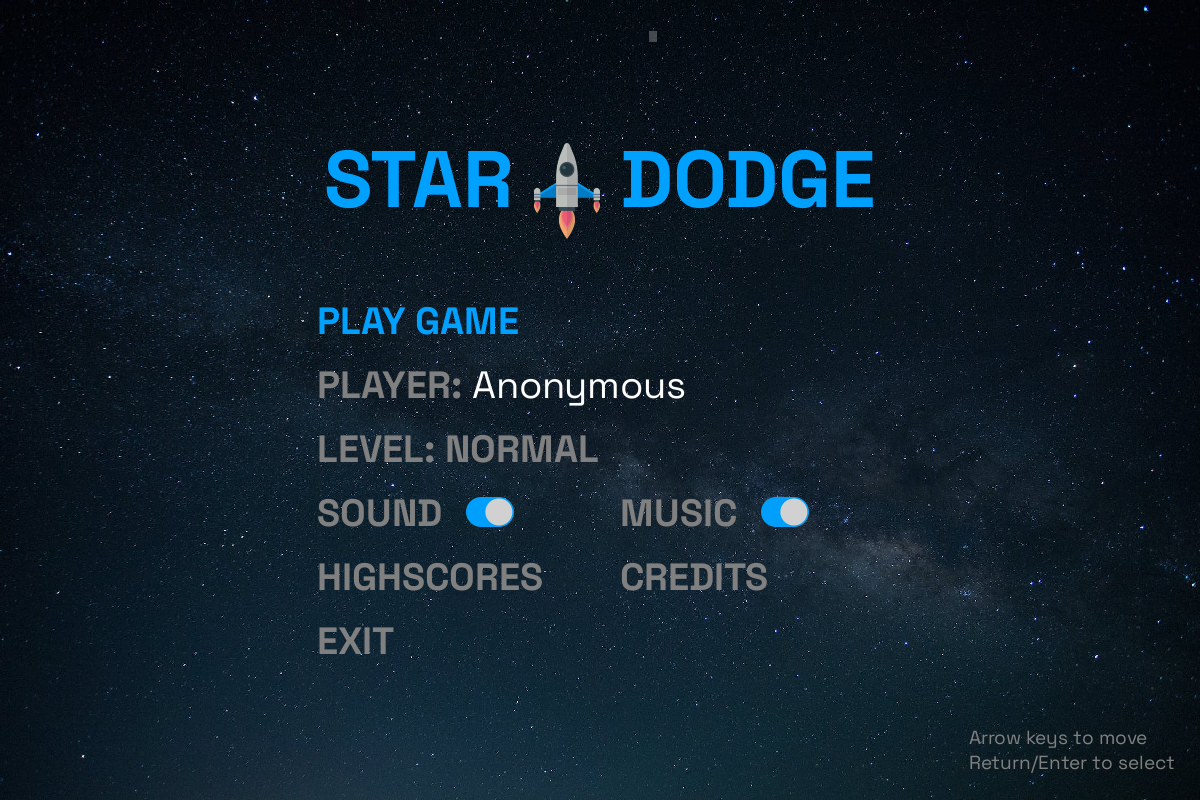 STAR DODGE
PLAY GAME
PLAYER: Anonymous
LEVEL: NORMAL
SOUND MUSIC
HIGHSCORES CREDITS
EXIT
Arrow keys to move
Return/Enter to select